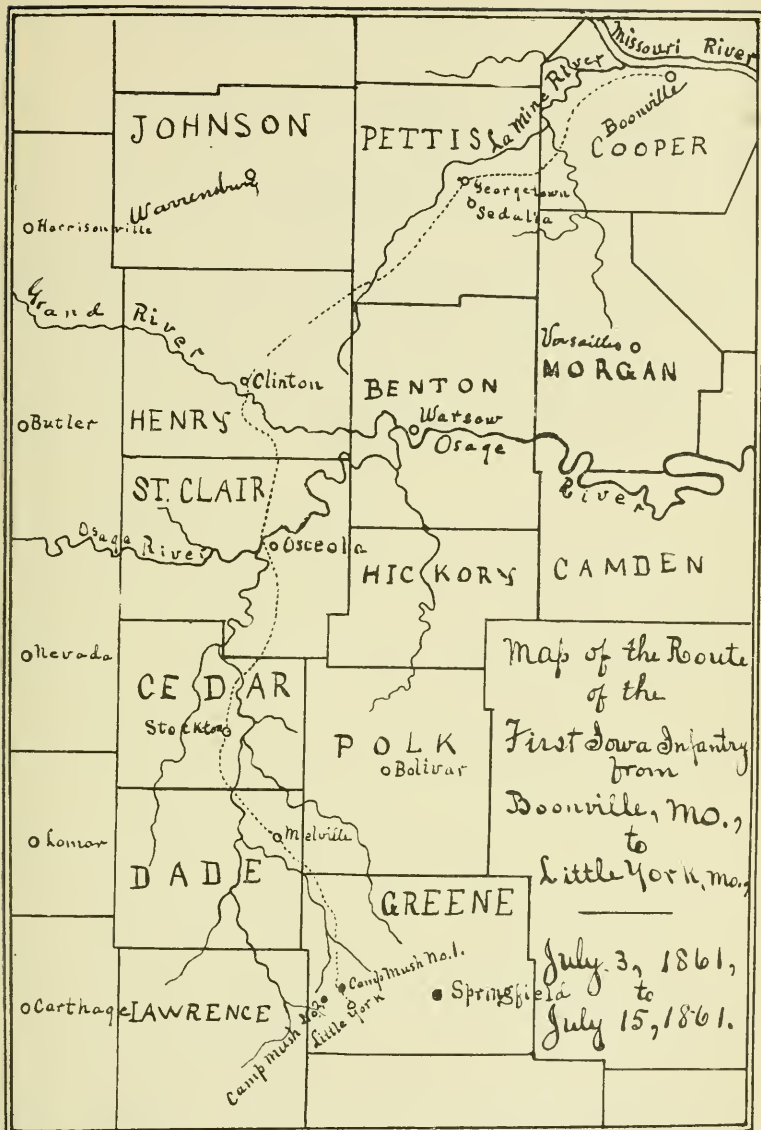 Missouri River
La Mine River
JOHNSON
PETTIS
Boonville
COOPER
Warrensburg
Georgetown
Sedalia
Harrisonville
Grand River
Versailles
MORGAN
Clinton
BENTON
Butler
HENRY
Warsow
Osage
River
ST. CLAIR
Osage River
Osceola
HICKORY
CAMDEN
Nevada
CEDAR
Stockton
POLK
Bolivar
Map of the Route
of the
First Iowa Infantry
from
Boonville, Mo.,
to
Little York, Mo.,
Lamar
Melville
DADE
GREENE
Camp Mush No. 1.
Springfield
Carthage
LAWRENCE
Camp Mush No. 2
Little York
July 3, 1861,
to
July 15, 1861.